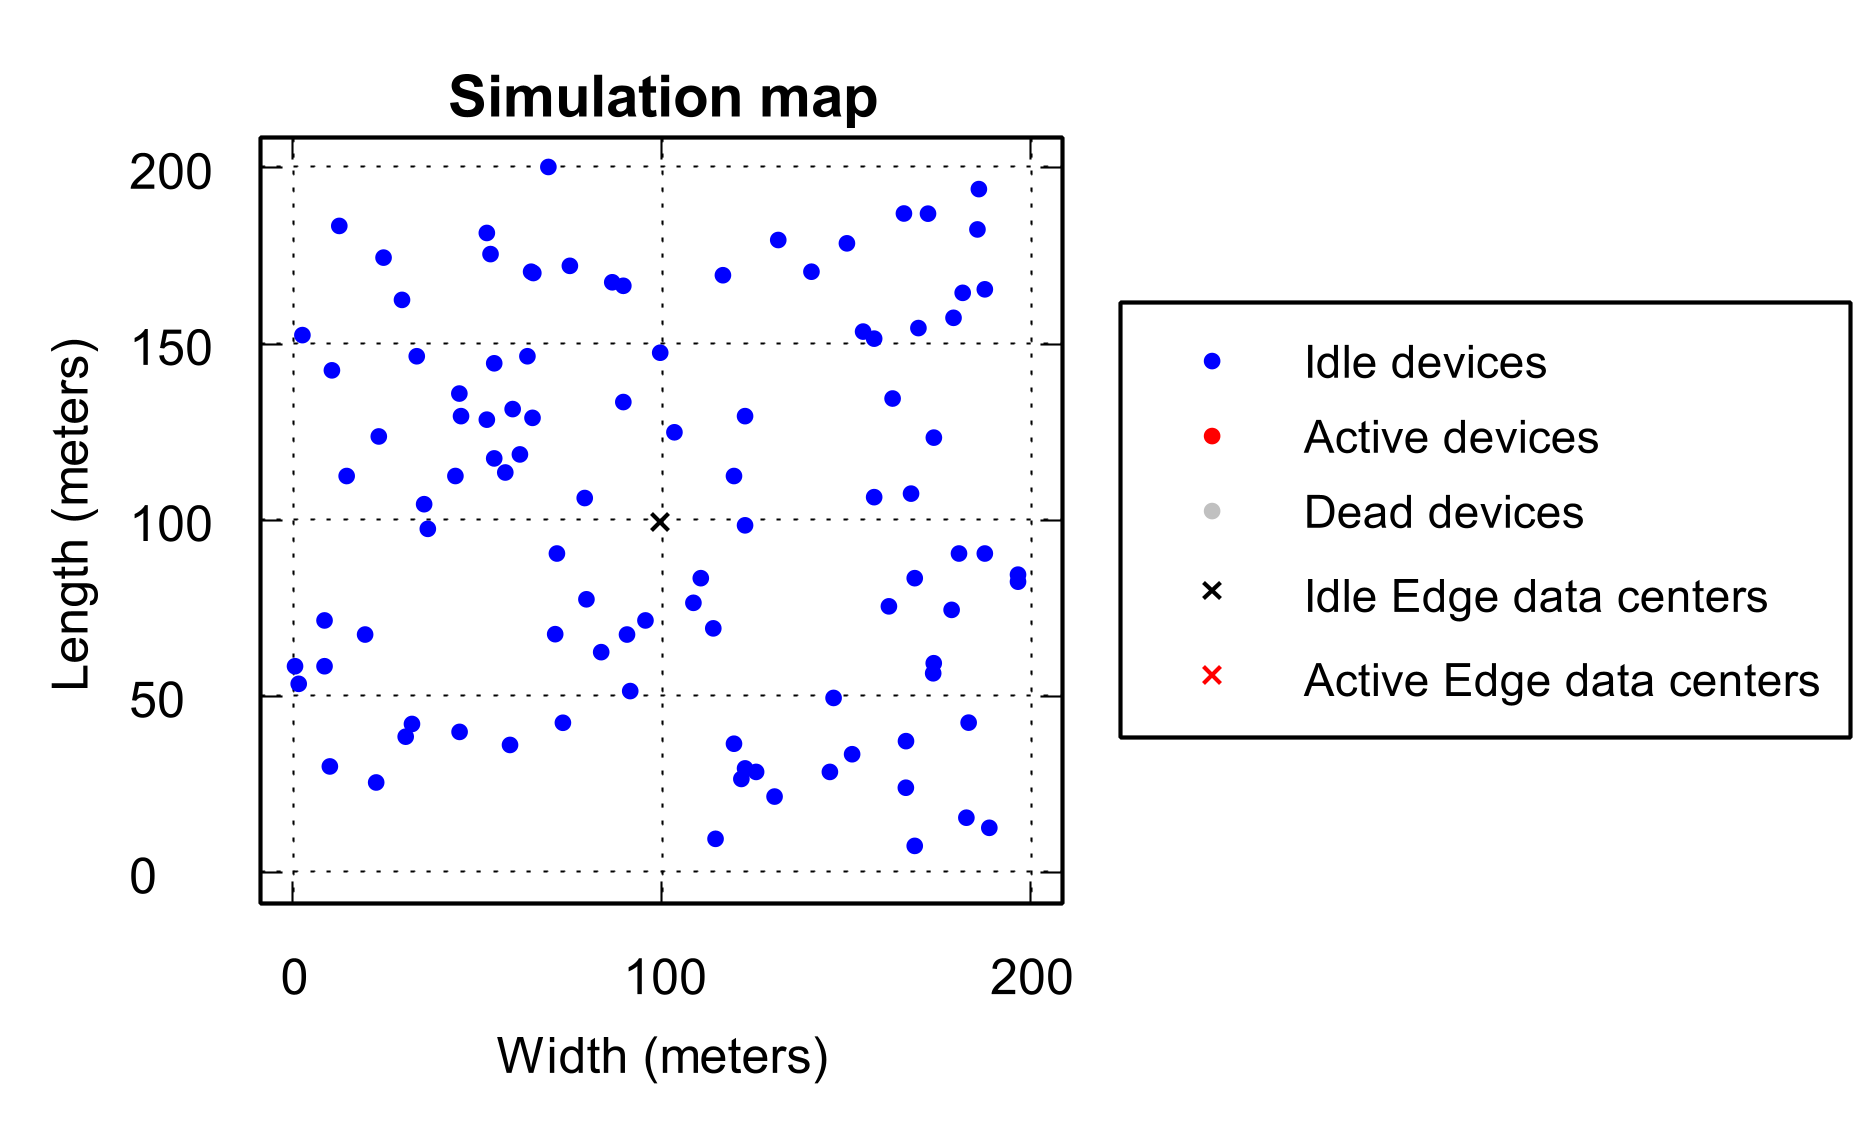 Simulation map
200
150
100
50
0
Length (meters)
0 100 200
Width (meters)
Idle devices
Active devices
Dead devices
Idle Edge data centers
Active Edge data centers